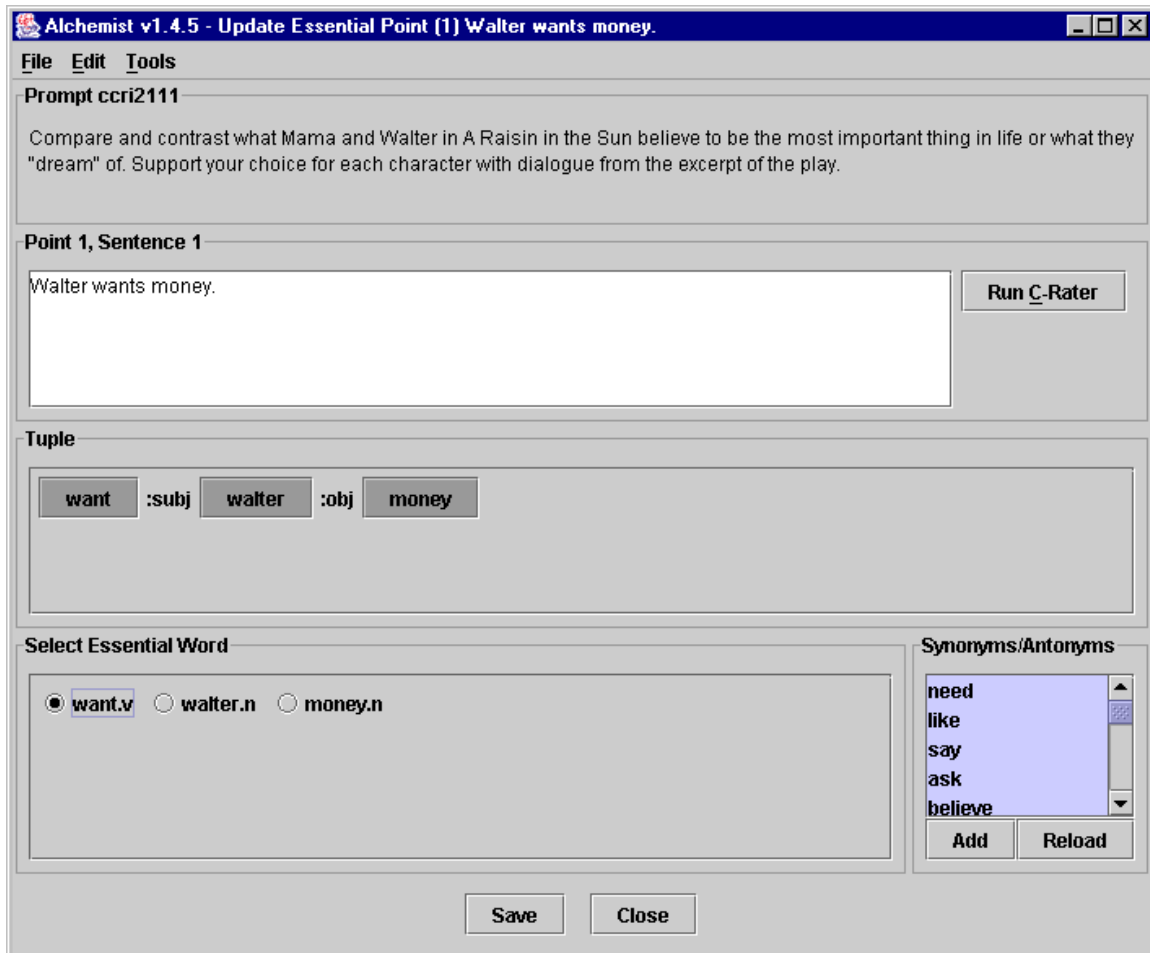 Alchemist v1.4.5 - Update Essential Point (1) Walter wants money.
File Edit Tools
Prompt ccri2111
Compare and contrast what Mama and Walter in A Raisin in the Sun believe to be the most important thing in life or what they
"dream" of. Support your choice for each character with dialogue from the excerpt of the play.
Point 1, Sentence 1
Walter wants money.
Run C-Rater
Tuple
want :subj walter :obj money
Select Essential Word
want.v walter.n money.n
Synonyms/Antonyms
need
like
say
ask
believe
Add Reload
Save Close